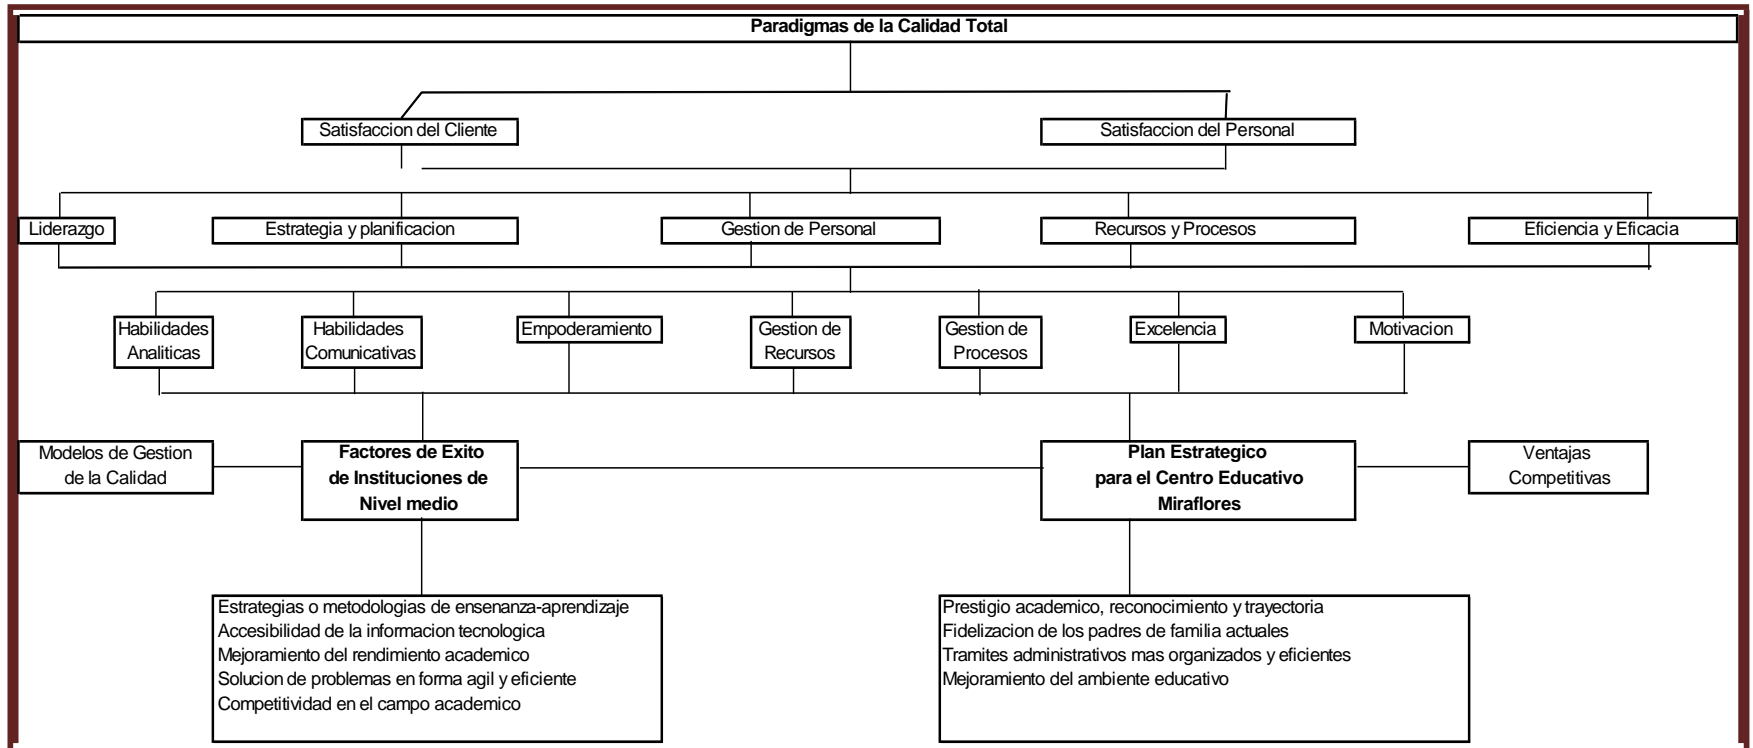 Paradigmas de la Calidad Total
Satisfaccion del Cliente
Satisfaccion del Personal
Liderazgo
Estrategia y planificacion
Gestion de Personal
Recursos y Procesos
Eficiencia y Eficacia
Habilidades
Analiticas
Habilidades
Comunicativas
Empoderamiento
Gestion de
Recursos
Gestion de
Procesos
Excelencia
Motivacion
Modelos de Gestion
de la Calidad
Factores de Exito
de Instituciones de
Nivel medio
Plan Estrategico
para el Centro Educativo
Miraflores
Ventajas
Competitivas
Estrategias o metodologias de ensenanza-aprendizaje
Accesibilidad de la informacion tecnologica
Mejoramiento del rendimiento academico
Solucion de problemas en forma agil y eficiente
Competitividad en el campo academico
Prestigio academico, reconocimiento y trayectoria
Fidelizacion de los padres de familia actuales
Tramites administrativos mas organizados y eficientes
Mejoramiento del ambiente educativo